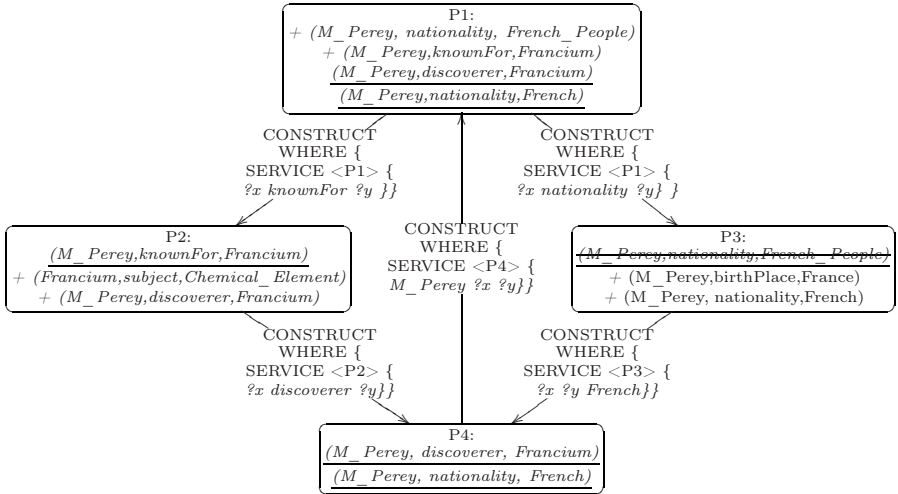 P1:
+ (M_Perey, nationality, French_People)
+ (M_Perey,knownFor,Francium)
(M_Perey,discoverer,Francium)
(M_Perey,nationality,French)
CONSTRUCT
WHERE {
SERVICE <P1> {
?x knownFor ?y }}
CONSTRUCT
WHERE {
SERVICE <P1> {
?x nationality ?y} }
P2:
(M_Perey,knownFor,Francium)
+ (Francium,subject,Chemical_Element)
+ (M_Perey,discoverer,Francium)
CONSTRUCT
WHERE {
SERVICE <P4> {
M_Perey ?x ?y}}
P3:
(M_Perey,nationality,French_People)
+ (M_Perey,birthPlace,France)
+ (M_Perey, nationality,French)
CONSTRUCT
WHERE {
SERVICE <P2> {
?x discoverer ?y}}
CONSTRUCT
WHERE {
SERVICE <P3> {
?x ?y French}}
P4:
(M_Perey, discoverer, Francium)
(M_Perey, nationality, French)